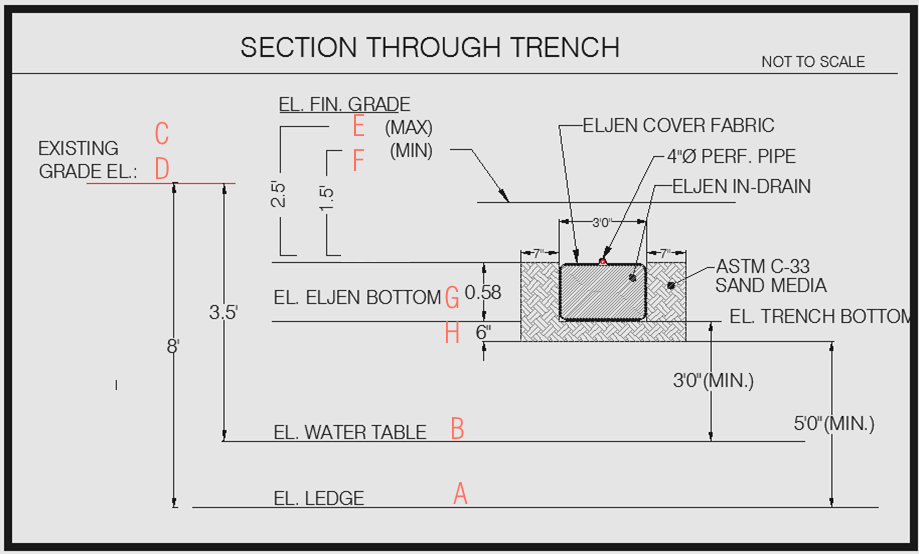 SECTION THROUGH TRENCH
NOT TO SCALE
EL. FIN. GRADE
E (MAX)
F (MIN)
EXISTING C
GRADE EL.: D
2.5'
1.5'
ELJEN COVER FABRIC
4"Ø PERF. PIPE
ELJEN IN-DRAIN
3'0"
7"
7"
ASTM C-33
SAND MEDIA
EL. ELJEN BOTTOM G 0.58
H 6"
EL. TRENCH BOTTOM
3.5'
8'
3'0"(MIN.)
5'0"(MIN.)
EL. WATER TABLE B
EL. LEDGE A